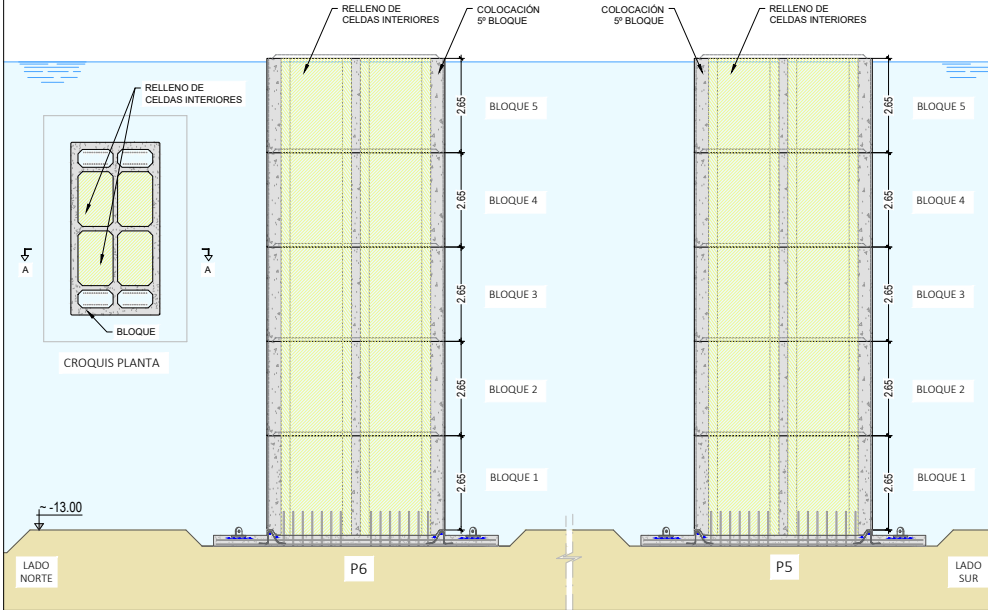 RELLENO DE
CELDAS INTERIORES
COLOCACIÓN
5º BLOQUE
COLOCACIÓN
5º BLOQUE
RELLENO DE
CELDAS INTERIORES
RELLENO DE
CELDAS INTERIORES
A
A
BLOQUE
CROQUIS PLANTA
2.65
BLOQUE 5
2.65
BLOQUE 4
2.65
BLOQUE 3
2.65
BLOQUE 2
2.65
BLOQUE 1
2.65
BLOQUE 5
2.65
BLOQUE 4
2.65
BLOQUE 3
2.65
BLOQUE 2
2.65
BLOQUE 1
~ -13.00
LADO
NORTE
P6
P5
LADO
SUR